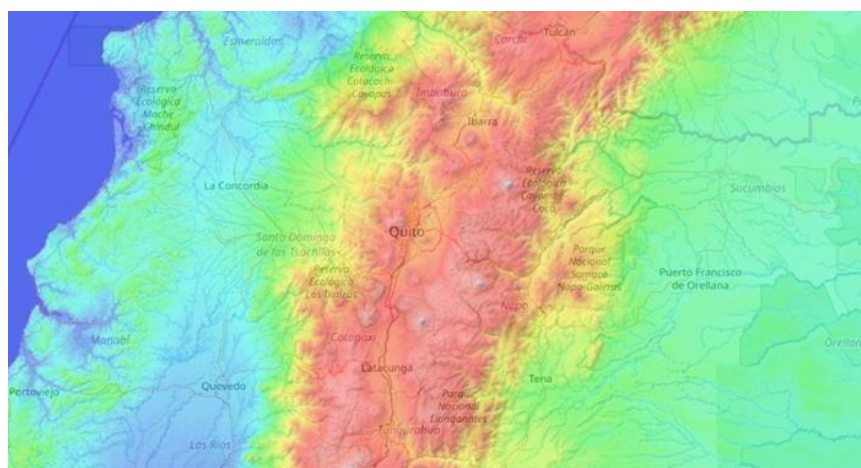 Esmeraldas
Carchi
Tulcán
Reserva
Ecológica
Cotacachi-
Cayapas
Imbabura
Ibarra
Reserva
Ecológica
Mache
Chindul
La Concordia
Reserva
Ecológica
Cayambe
Coca
Sucumbíos
Quito
Santo Domingo
de los Tsáchilas
Parque
Nacional
Sumaco
Napo-Galeras
Reserva
Ecológica
Los Ilinizas
Puerto Francisco
de Orellana
Napo
Manabí
Cotopaxi
Orellana
Latacunga
Portoviejo
Quevedo
Tena
Parque
Nacional
Llanganates
Los Ríos
Tungurahua